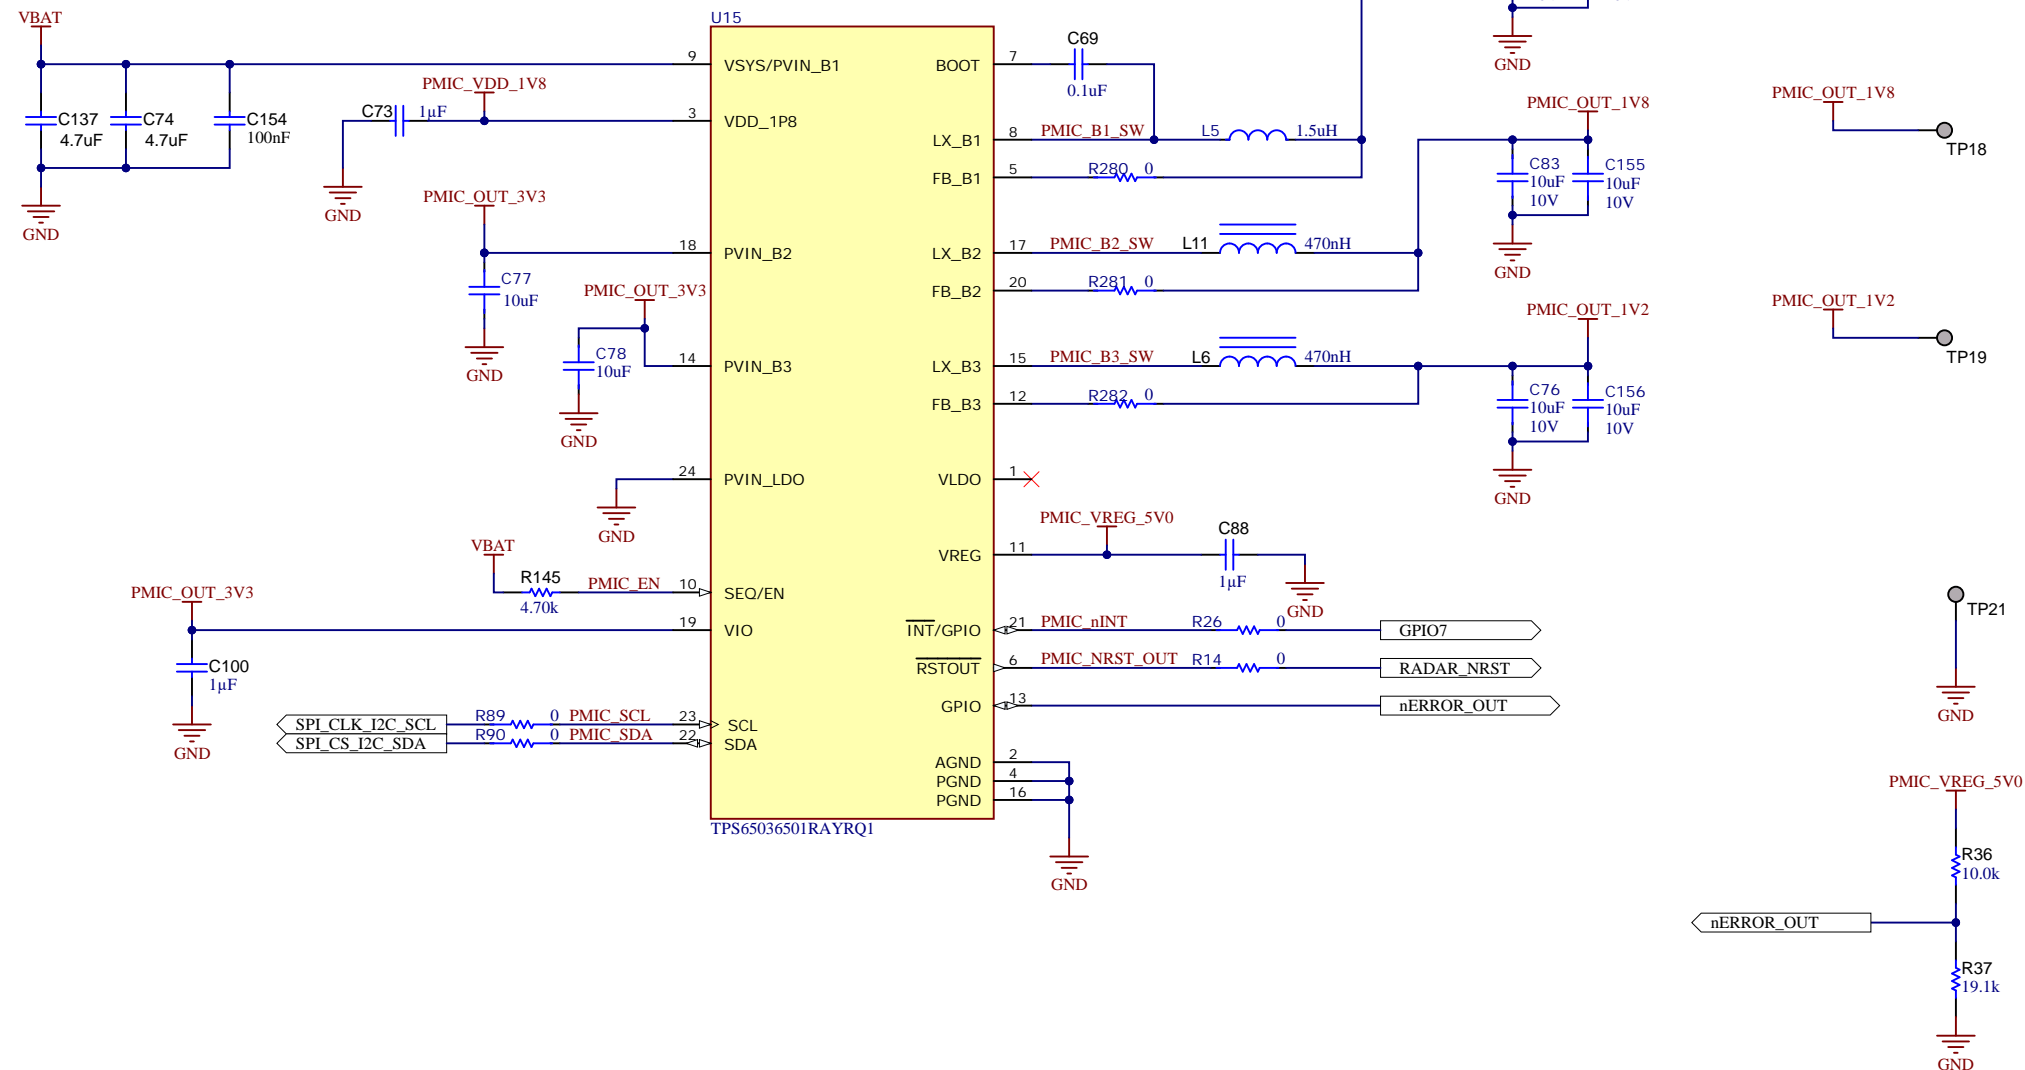 VBAT
C137
4.7uF
C74
4.7uF
C154
100nF
GND
C73
1µF
PMIC_VDD_1V8
GND
PMIC_OUT_3V3
C77
10uF
GND
PMIC_OUT_3V3
C78
10uF
GND
GND
VBAT
R145
4.70k
PMIC_EN
PMIC_OUT_3V3
C100
1µF
GND
SPI_CLK_I2C_SCL
R89
0
PMIC_SCL
SPI_CS_I2C_SDA
R90
0
PMIC_SDA
U15
9
VSYS/PVIN_B1
3
VDD_1P8
18
PVIN_B2
14
PVIN_B3
24
PVIN_LDO
10
SEQ/EN
19
VIO
23
SCL
22
SDA
BOOT
7
LX_B1
8
FB_B1
5
LX_B2
17
FB_B2
20
LX_B3
15
FB_B3
12
VLDO
1
VREG
11
INT/GPIO
21
RSTOUT
6
GPIO
13
AGND
2
PGND
4
PGND
16
TPS65036501RAYRQ1
GND
C69
0.1uF
PMIC_B1_SW
L5
1.5uH
R280
0
PMIC_B2_SW
L11
470nH
R281
0
PMIC_B3_SW
L6
470nH
R282
0
PMIC_VREG_5V0
C88
1µF
GND
PMIC_nINT
R26
0
GPIO7
PMIC_NRST_OUT
R14
0
RADAR_NRST
nERROR_OUT
GND
PMIC_OUT_1V8
C83
10uF
10V
C155
10uF
10V
GND
PMIC_OUT_1V2
C76
10uF
10V
C156
10uF
10V
GND
PMIC_OUT_1V8
TP18
PMIC_OUT_1V2
TP19
TP21
GND
PMIC_VREG_5V0
R36
10.0k
nERROR_OUT
R37
19.1k
GND